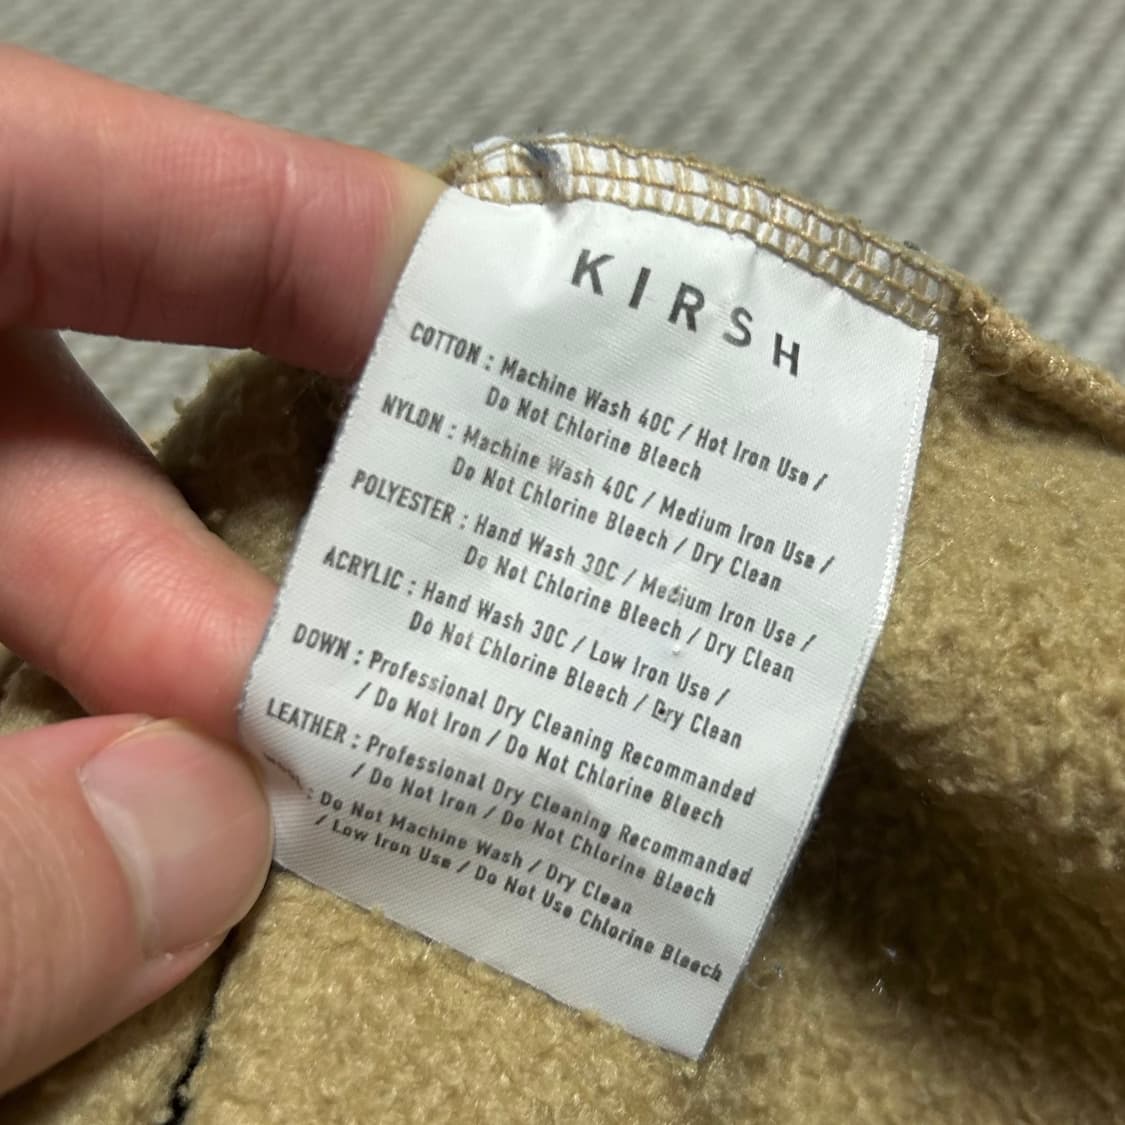 KIRSH
COTTON : Machine Wash 40C / Hot Iron Use /
Do Not Chlorine Bleech
NYLON : Machine Wash 40C / Medium Iron Use /
Do Not Chlorine Bleech / Dry Clean
POLYESTER : Hand Wash 30C / Medium Iron Use /
Do Not Chlorine Bleech / Dry Clean
ACRYLIC : Hand Wash 30C / Low Iron Use /
Do Not Chlorine Bleech / Dry Clean
DOWN : Professional Dry Cleaning Recommanded
/ Do Not Iron / Do Not Chlorine Bleech
LEATHER : Professional Dry Cleaning Recommanded
/ Do Not Iron / Do Not Chlorine Bleech
: Do Not Machine Wash / Dry Clean
/ Low Iron Use / Do Not Use Chlorine Bleech